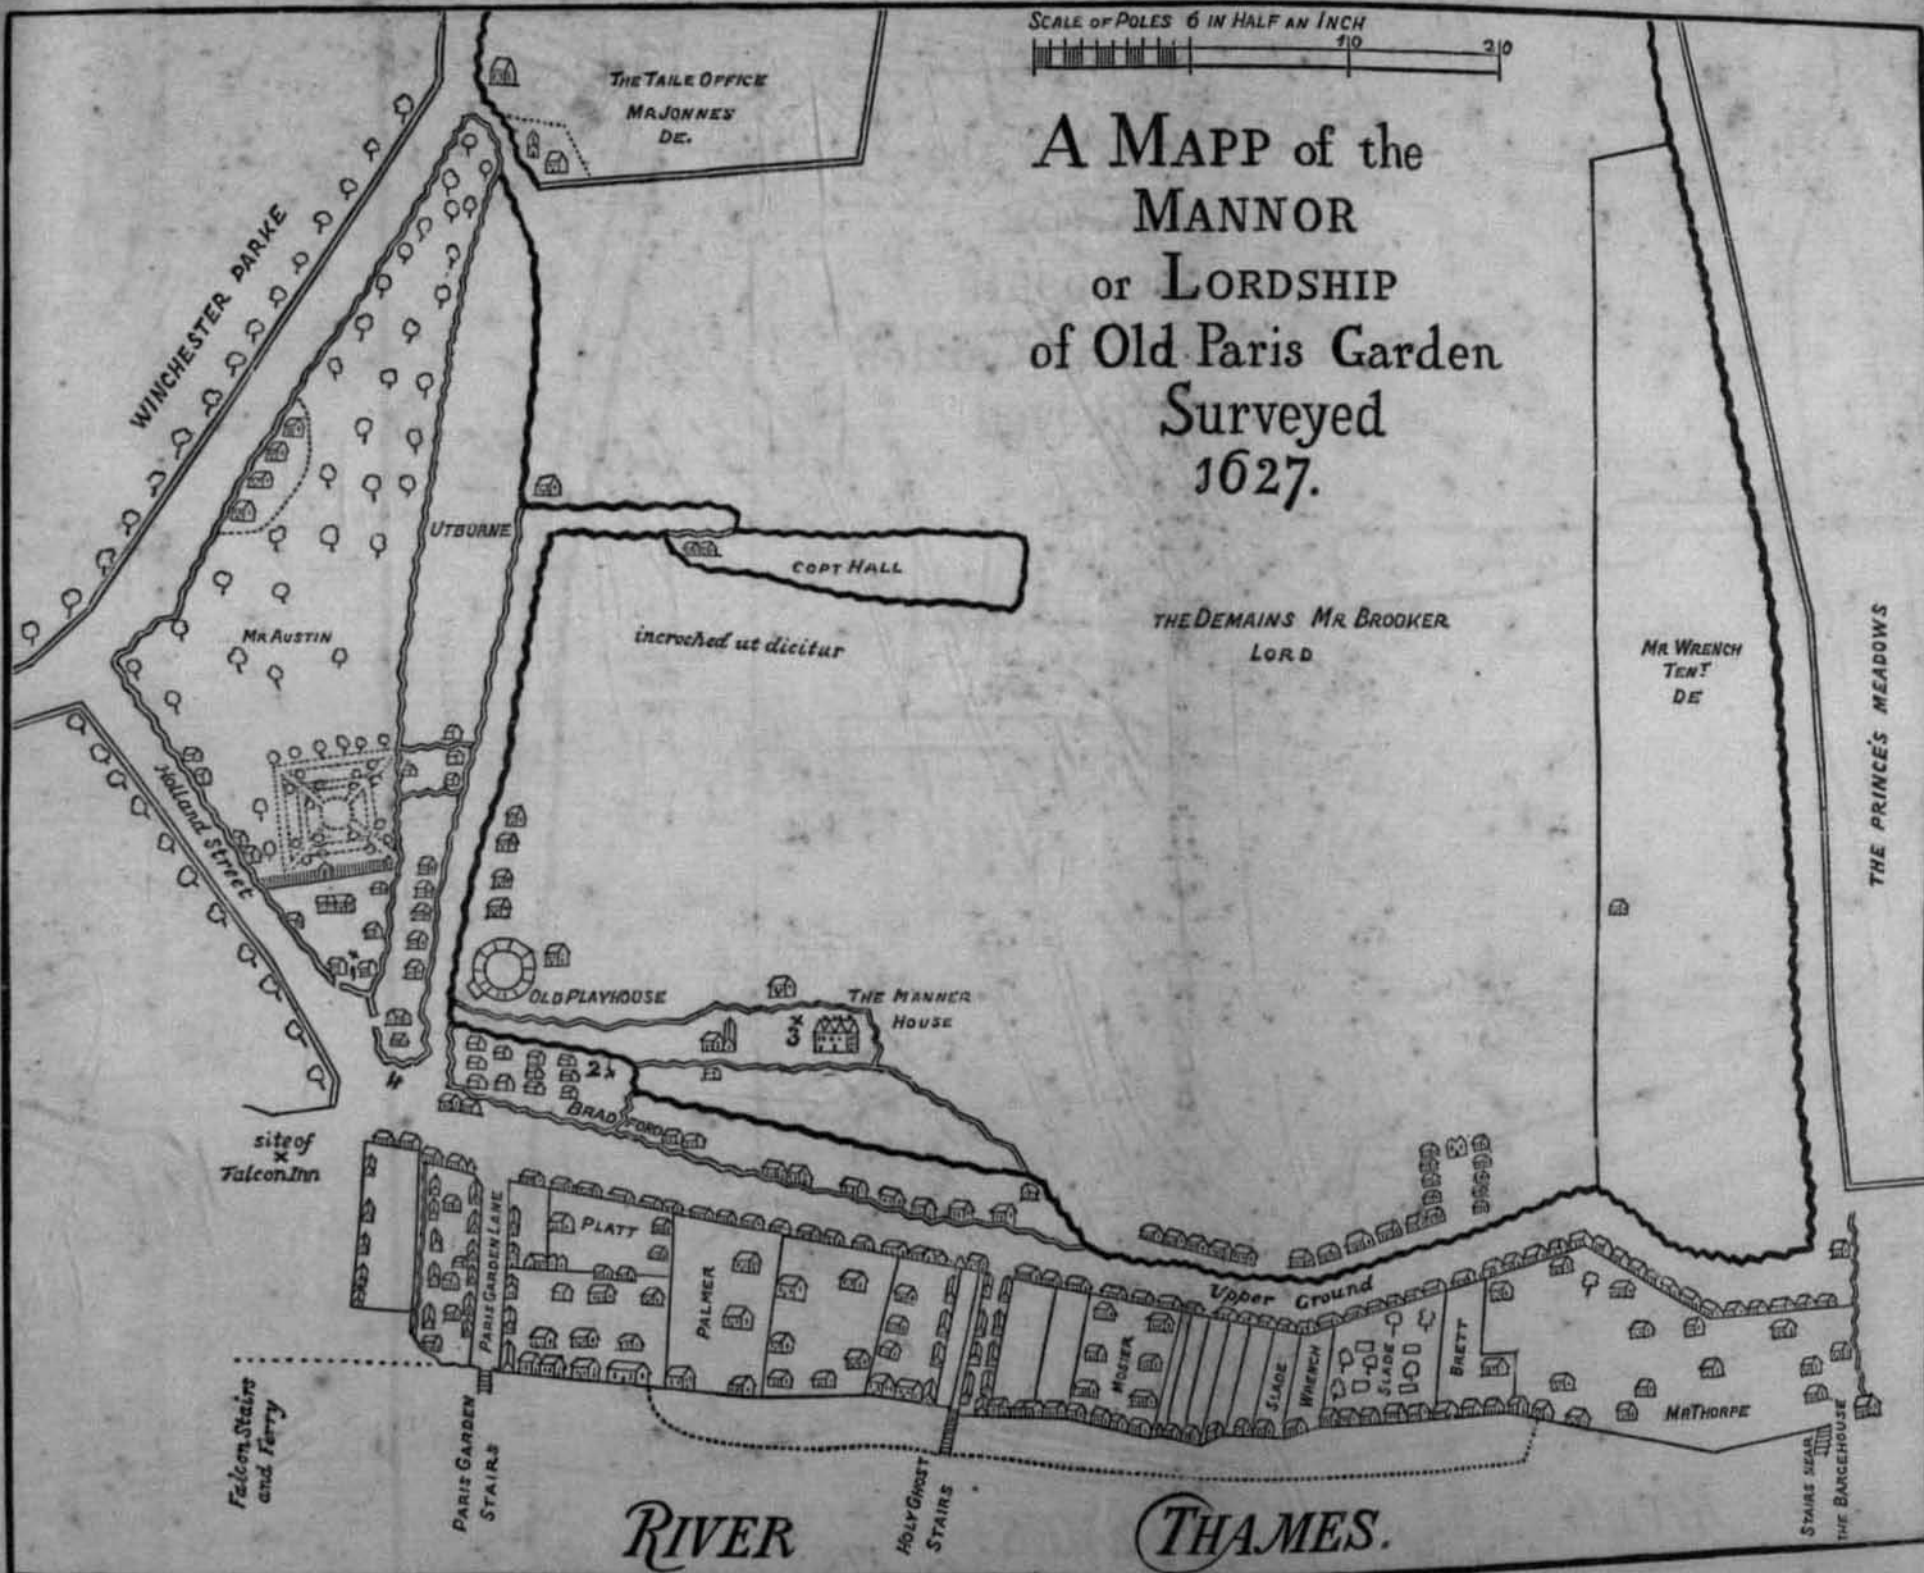 SCALE OF POLES 6 IN HALF AN INCH
10
20
A MAPP of the
MANNOR
or LORDSHIP
of Old Paris Garden
Surveyed
1627.
THE TAILE OFFICE
MR JONNES
DE.
WINCHESTER PARKE
UTBURNE
COPT HALL
incroched ut dicitur
THE DEMAINS MR BROOKER
LORD
MR WRENCH
TENT
DE
THE PRINCE'S MEADOWS
MR AUSTIN
Holland Street
OLD PLAYHOUSE
THE MANNER
HOUSE
x
1
2 x
x
3
4
BRADFORD
site of
x
Falcon Inn
PARIS GARDEN LANE
PLATT
PALMER
MOSIER
SLADE
WRENCH
SLADE
BRETT
MR THORPE
Upper Ground
Falcon Stairs
and Ferry
PARIS GARDEN
STAIRS
HOLY GHOST
STAIRS
STAIRS NEAR
THE BARGEHOUSE
RIVER THAMES.